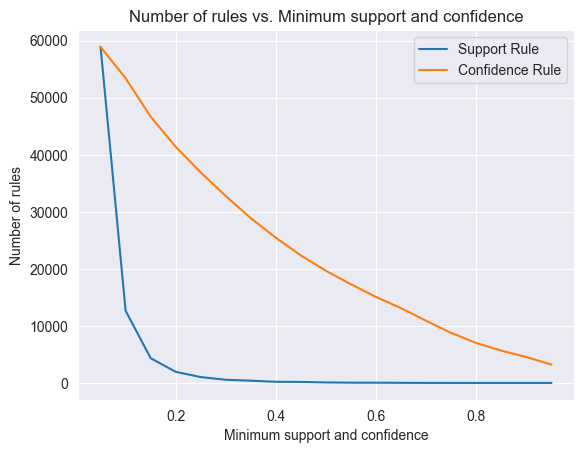 Number of rules vs. Minimum support and confidence
Support Rule
Confidence Rule
Number of rules
60000
50000
40000
30000
20000
10000
0
0.2 0.4 0.6 0.8
Minimum support and confidence